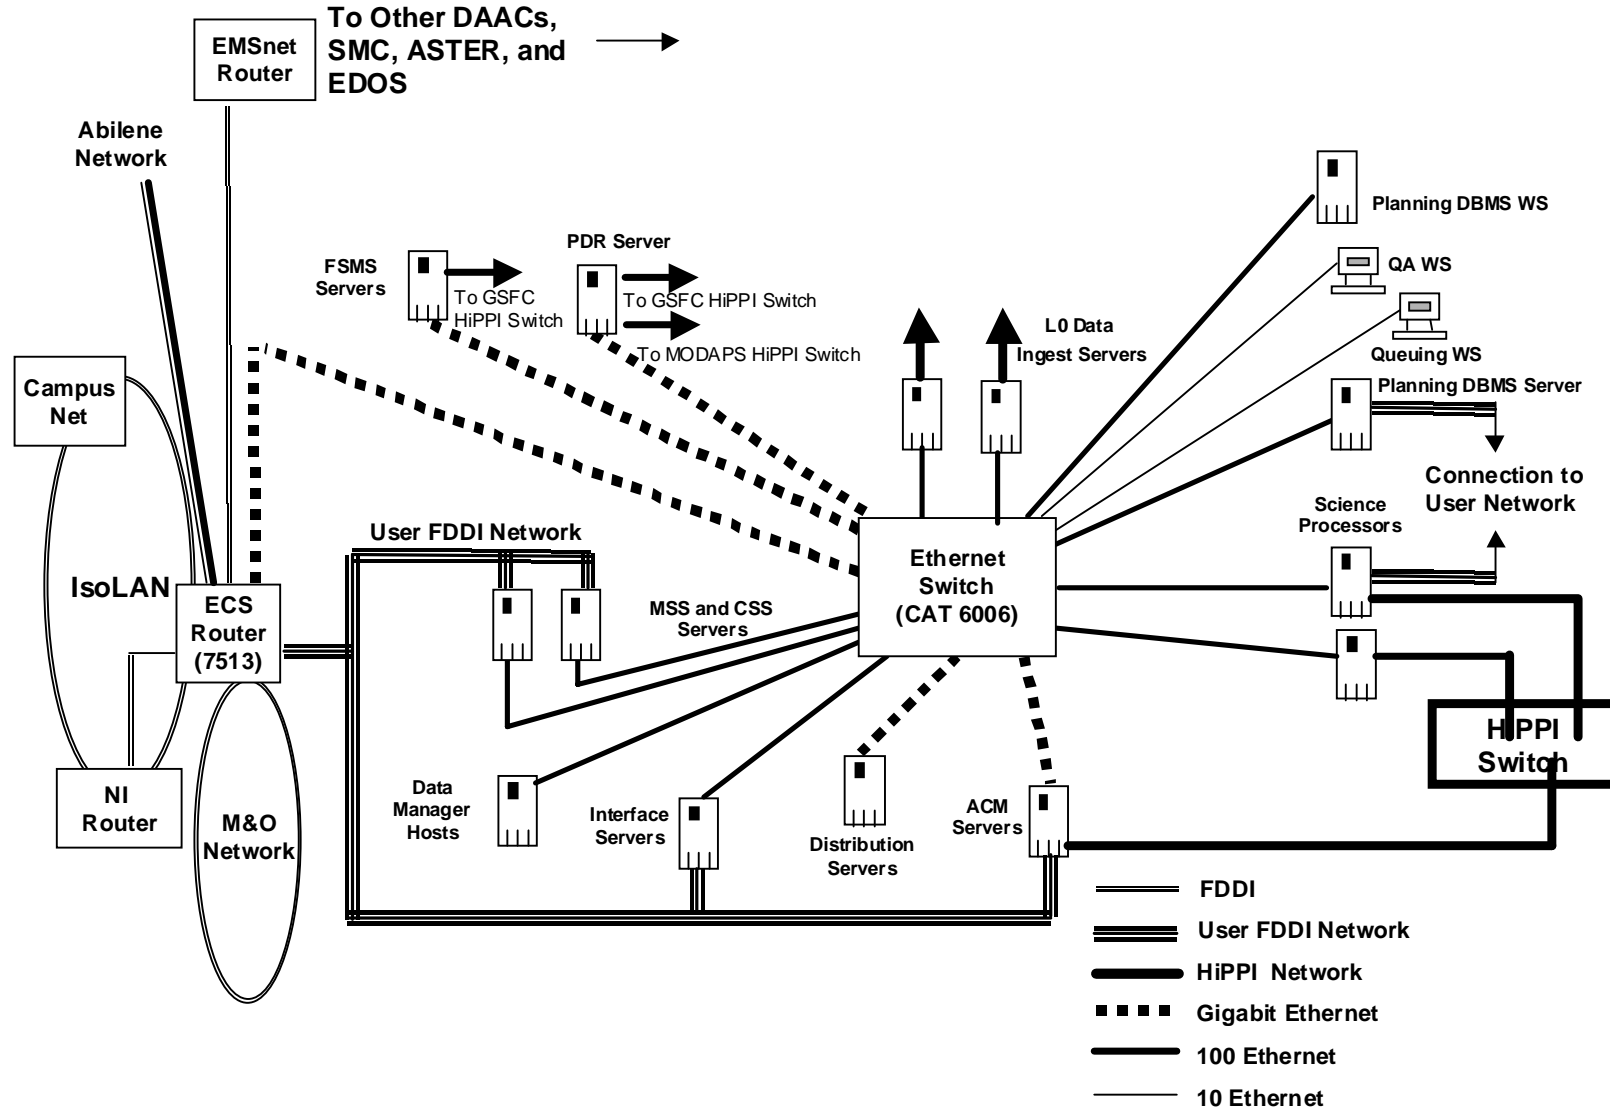 To Other DAACs,
SMC, ASTER, and
EDOS
EMSnet
Router
Abilene
Network
PDR Server
FSMS
Servers
To GSFC
HiPPI Switch
To GSFC HiPPI Switch
To MODAPS HiPPI Switch
L0 Data
Ingest Servers
Planning DBMS WS
QA WS
Queuing WS
Planning DBMS Server
Connection to
User Network
Science
Processors
Campus
Net
User FDDI Network
IsoLAN
ECS
Router
(7513)
MSS and CSS
Servers
Ethernet
Switch
(CAT 6006)
HiPPI
Switch
NI
Router
M&O
Network
Data
Manager
Hosts
Interface
Servers
Distribution
Servers
ACM
Servers
FDDI
User FDDI Network
HiPPI Network
Gigabit Ethernet
100 Ethernet
10 Ethernet